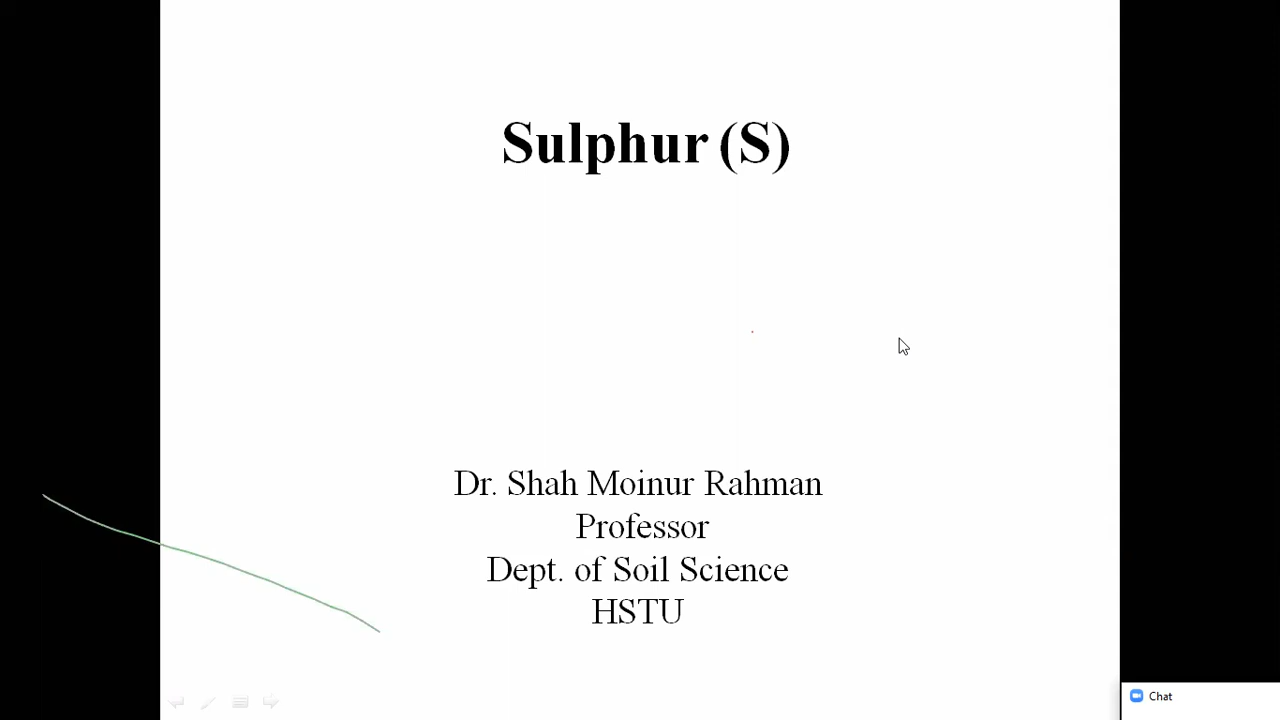 Sulphur (S)
Dr. Shah Moinur Rahman
Professor
Dept. of Soil Science
HSTU
Chat